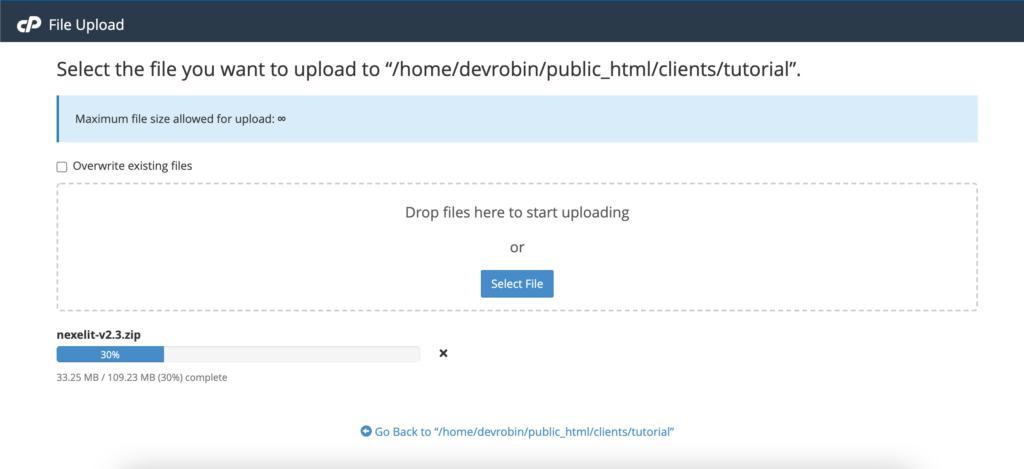 cP File Upload
Select the file you want to upload to “/home/devrobin/public_html/clients/tutorial”.
Maximum file size allowed for upload: ∞
Overwrite existing files
Drop files here to start uploading
or
Select File
nexelit-v2.3.zip
30%
33.25 MB / 109.23 MB (30%) complete
Go Back to “/home/devrobin/public_html/clients/tutorial”